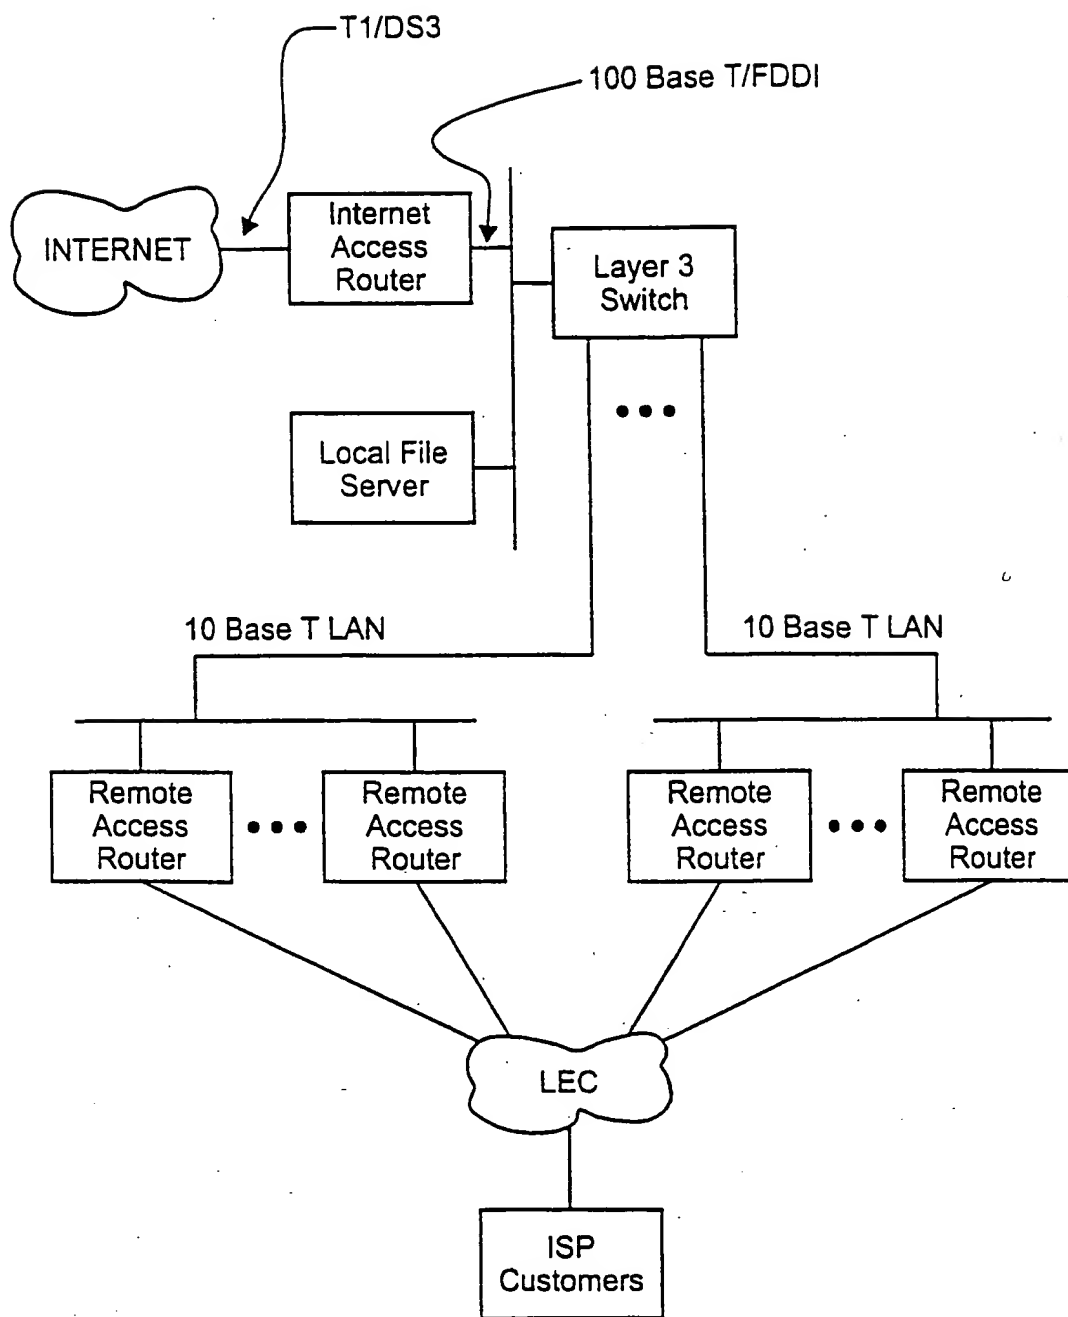 T1/DS3
100 Base T/FDDI
INTERNET
Internet
Access
Router
Layer 3
Switch
Local File
Server
10 Base T LAN
10 Base T LAN
Remote
Access
Router
Remote
Access
Router
Remote
Access
Router
Remote
Access
Router
LEC
ISP
Customers